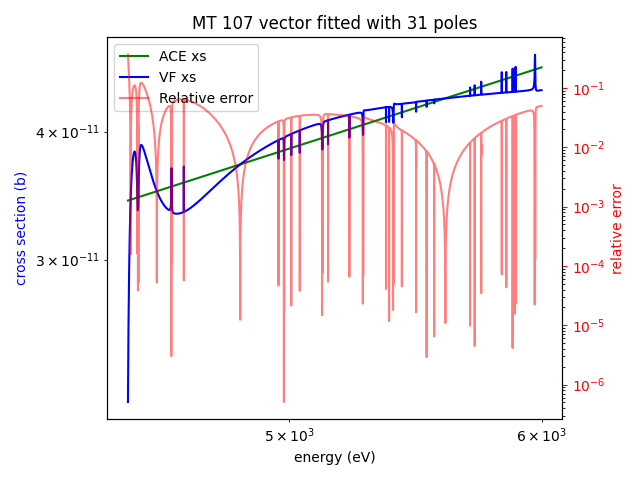 MT 107 vector fitted with 31 poles
ACE xs
VF xs
Relative error
4 × 10⁻¹¹
3 × 10⁻¹¹
cross section (b)
10⁻¹
10⁻²
10⁻³
10⁻⁴
10⁻⁵
10⁻⁶
relative error
5 × 10³
6 × 10³
energy (eV)